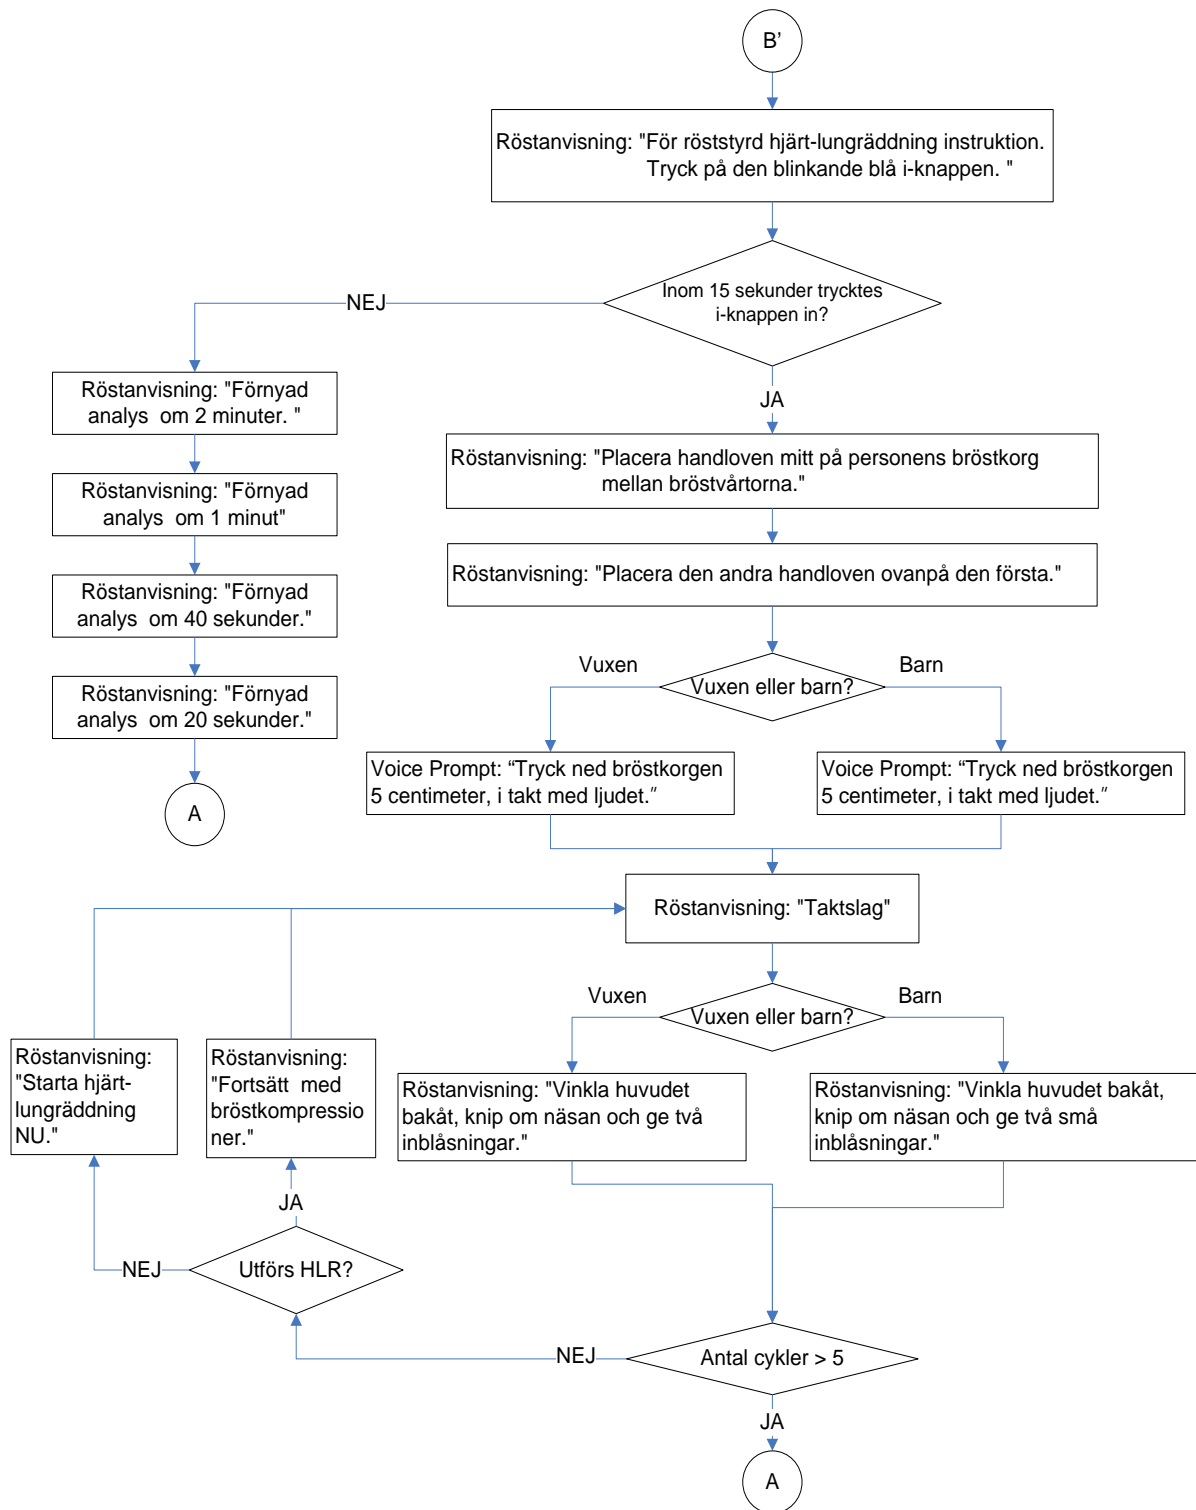 B'
Röstanvisning: "För röststyrd hjärt-lungräddning instruktion.
Tryck på den blinkande blå i-knappen. "
Inom 15 sekunder trycktes
i-knappen in?
NEJ
JA
Röstanvisning: "Förnyad
analys om 2 minuter. "
Röstanvisning: "Förnyad
analys om 1 minut"
Röstanvisning: "Förnyad
analys om 40 sekunder."
Röstanvisning: "Förnyad
analys om 20 sekunder."
A
Röstanvisning: "Placera handloven mitt på personens bröstkorg
mellan bröstvårtorna."
Röstanvisning: "Placera den andra handloven ovanpå den första."
Vuxen
Vuxen eller barn?
Barn
Voice Prompt: “Tryck ned bröstkorgen
5 centimeter, i takt med ljudet.”
Voice Prompt: “Tryck ned bröstkorgen
5 centimeter, i takt med ljudet.”
Röstanvisning: "Taktslag"
Vuxen
Vuxen eller barn?
Barn
Röstanvisning:
"Starta hjärt-
lungräddning
NU."
Röstanvisning:
"Fortsätt med
bröstkompressio
ner."
Röstanvisning: "Vinkla huvudet
bakåt, knip om näsan och ge två
inblåsningar."
Röstanvisning: "Vinkla huvudet bakåt,
knip om näsan och ge två små
inblåsningar."
JA
NEJ
Utförs HLR?
NEJ
Antal cykler > 5
JA
A